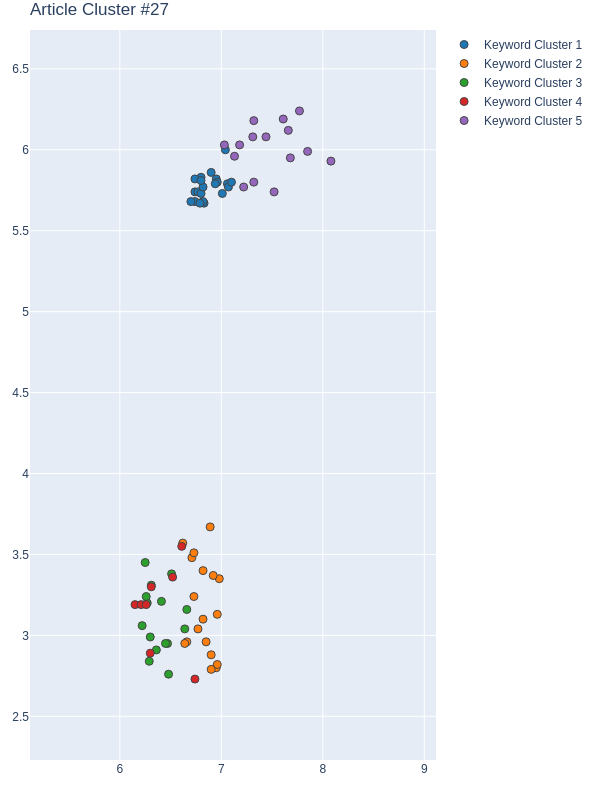 Article Cluster #27
Keyword Cluster 1
Keyword Cluster 2
Keyword Cluster 3
Keyword Cluster 4
Keyword Cluster 5
6.5
6
5.5
5
4.5
4
3.5
3
2.5
6 7 8 9